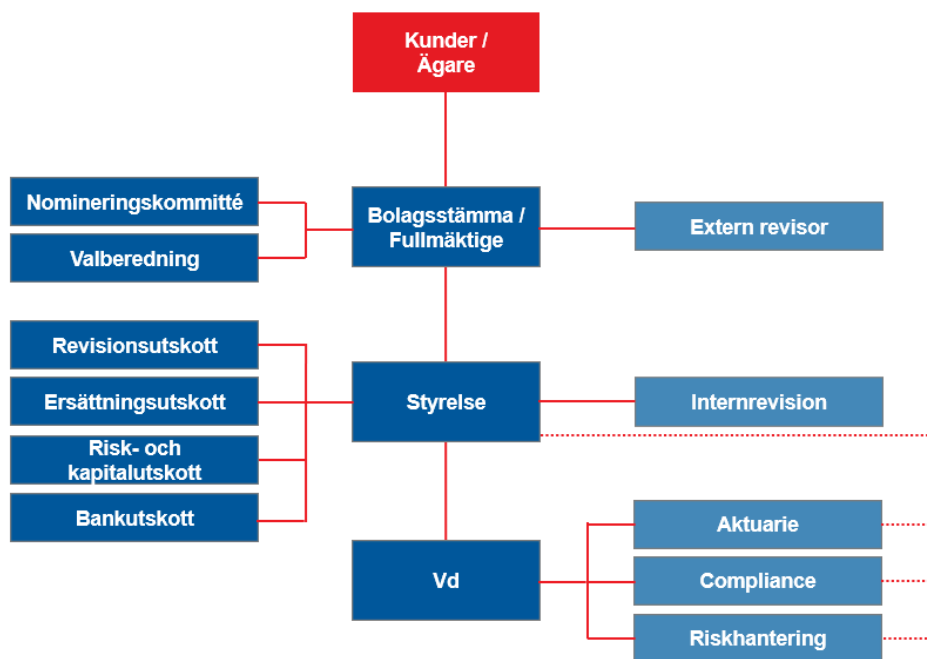 Kunder /
Ägare
Nomineringskommitté
Valberedning
Bolagsstämma /
Fullmäktige
Extern revisor
Revisionsutskott
Ersättningsutskott
Risk- och
kapitalutskott
Bankutskott
Styrelse
Internrevision
Vd
Aktuarie
Compliance
Riskhantering